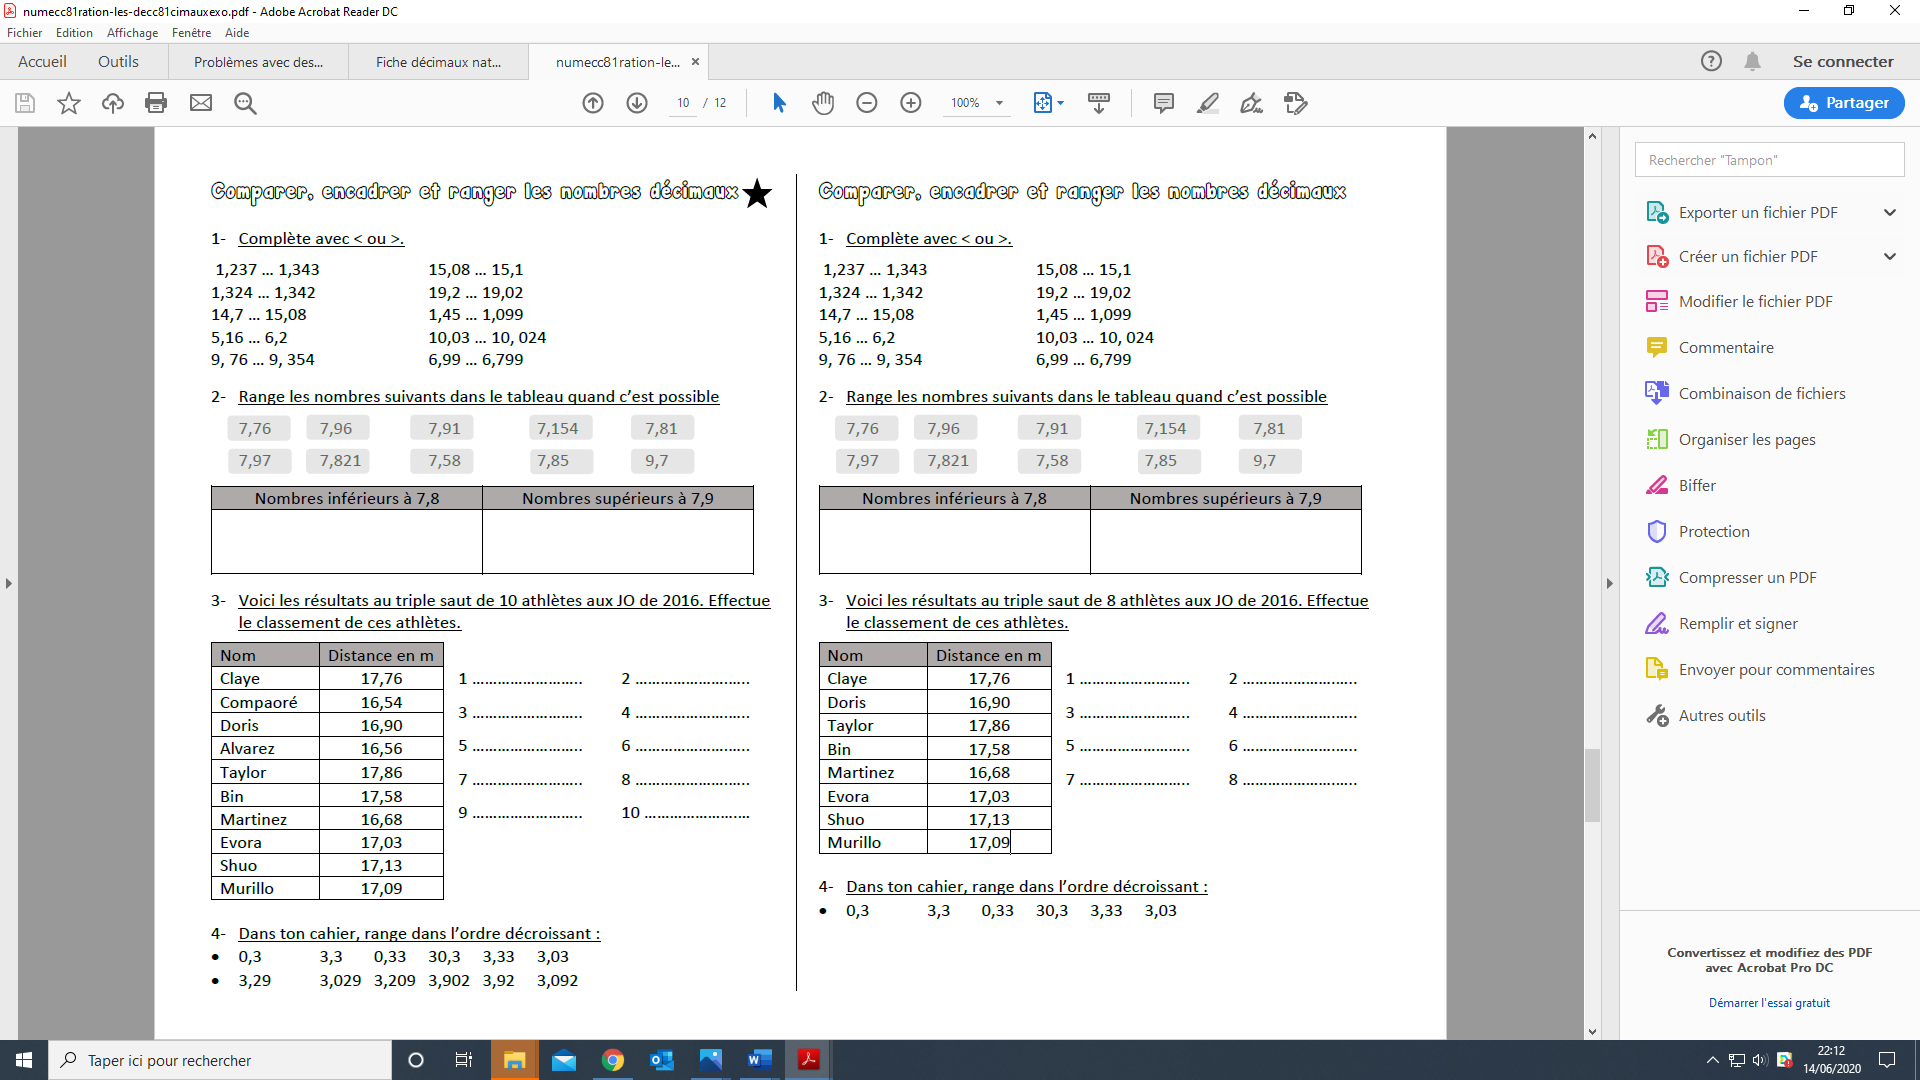 numecc81ration-les-decc81cimauxexo.pdf - Adobe Acrobat Reader DC
Fichier Edition Affichage Fenêtre Aide
Accueil Outils Problèmes avec des... Fiche décimaux nat... numecc81ration-le... × Se connecter
10 / 12 100% Partager
Comparer, encadrer et ranger les nombres décimaux
1- Complète avec < ou >.
1,237 ... 1,343 15,08 ... 15,1
1,324 ... 1,342 19,2 ... 19,02
14,7 ... 15,08 1,45 ... 1,099
5,16 ... 6,2 10,03 ... 10, 024
9, 76 ... 9, 354 6,99 ... 6,799
2- Range les nombres suivants dans le tableau quand c'est possible
7,76 7,96 7,91 7,154 7,81
7,97 7,821 7,58 7,85 9,7
Nombres inférieurs à 7,8 Nombres supérieurs à 7,9
3- Voici les résultats au triple saut de 10 athlètes aux JO de 2016. Effectue
le classement de ces athlètes.
Nom Distance en m
Claye 17,76
Compaoré 16,54
Doris 16,90
Alvarez 16,56
Taylor 17,86
Bin 17,58
Martinez 16,68
Evora 17,03
Shuo 17,13
Murillo 17,09
1 ............................ 2 ............................
3 ............................ 4 ............................
5 ............................ 6 ............................
7 ............................ 8 ............................
9 ............................ 10 ..........................
4- Dans ton cahier, range dans l'ordre décroissant :
• 0,3 3,3 0,33 30,3 3,33 3,03
• 3,29 3,029 3,209 3,902 3,92 3,092
Comparer, encadrer et ranger les nombres décimaux
1- Complète avec < ou >.
1,237 ... 1,343 15,08 ... 15,1
1,324 ... 1,342 19,2 ... 19,02
14,7 ... 15,08 1,45 ... 1,099
5,16 ... 6,2 10,03 ... 10, 024
9, 76 ... 9, 354 6,99 ... 6,799
2- Range les nombres suivants dans le tableau quand c'est possible
7,76 7,96 7,91 7,154 7,81
7,97 7,821 7,58 7,85 9,7
Nombres inférieurs à 7,8 Nombres supérieurs à 7,9
3- Voici les résultats au triple saut de 8 athlètes aux JO de 2016. Effectue
le classement de ces athlètes.
Nom Distance en m
Claye 17,76
Doris 16,90
Taylor 17,86
Bin 17,58
Martinez 16,68
Evora 17,03
Shuo 17,13
Murillo 17,09
1 ............................ 2 ............................
3 ............................ 4 ............................
5 ............................ 6 ............................
7 ............................ 8 ............................
4- Dans ton cahier, range dans l'ordre décroissant :
• 0,3 3,3 0,33 30,3 3,33 3,03
Rechercher "Tampon"
Exporter un fichier PDF
Créer un fichier PDF
Modifier le fichier PDF
Commentaire
Combinaison de fichiers
Organiser les pages
Biffer
Protection
Compresser un PDF
Remplir et signer
Envoyer pour commentaires
Autres outils
Convertissez et modifiez des PDF
avec Acrobat Pro DC
Démarrer l'essai gratuit
Taper ici pour rechercher
22:12
14/06/2020